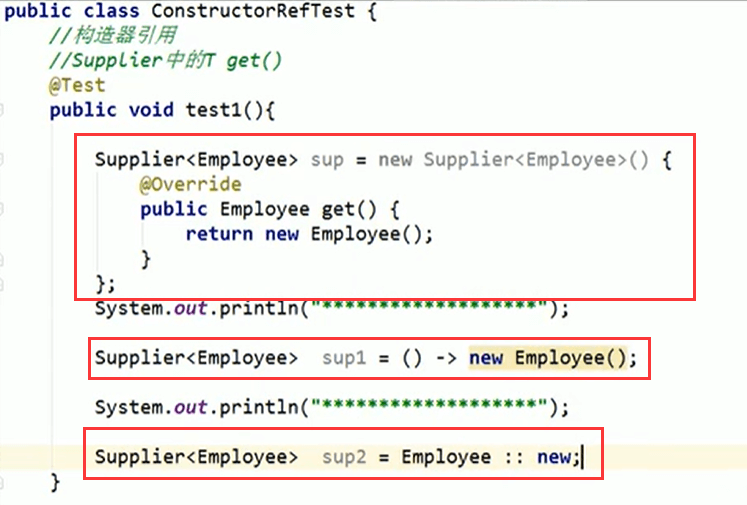 public class ConstructorRefTest {
//构造器引用
//Supplier中的T get()
@Test
public void test1(){
Supplier<Employee> sup = new Supplier<Employee>() {
@Override
public Employee get() {
return new Employee();
}
};
System.out.println("*******************");
Supplier<Employee> sup1 = () -> new Employee();
System.out.println("*******************");
Supplier<Employee> sup2 = Employee :: new;
}